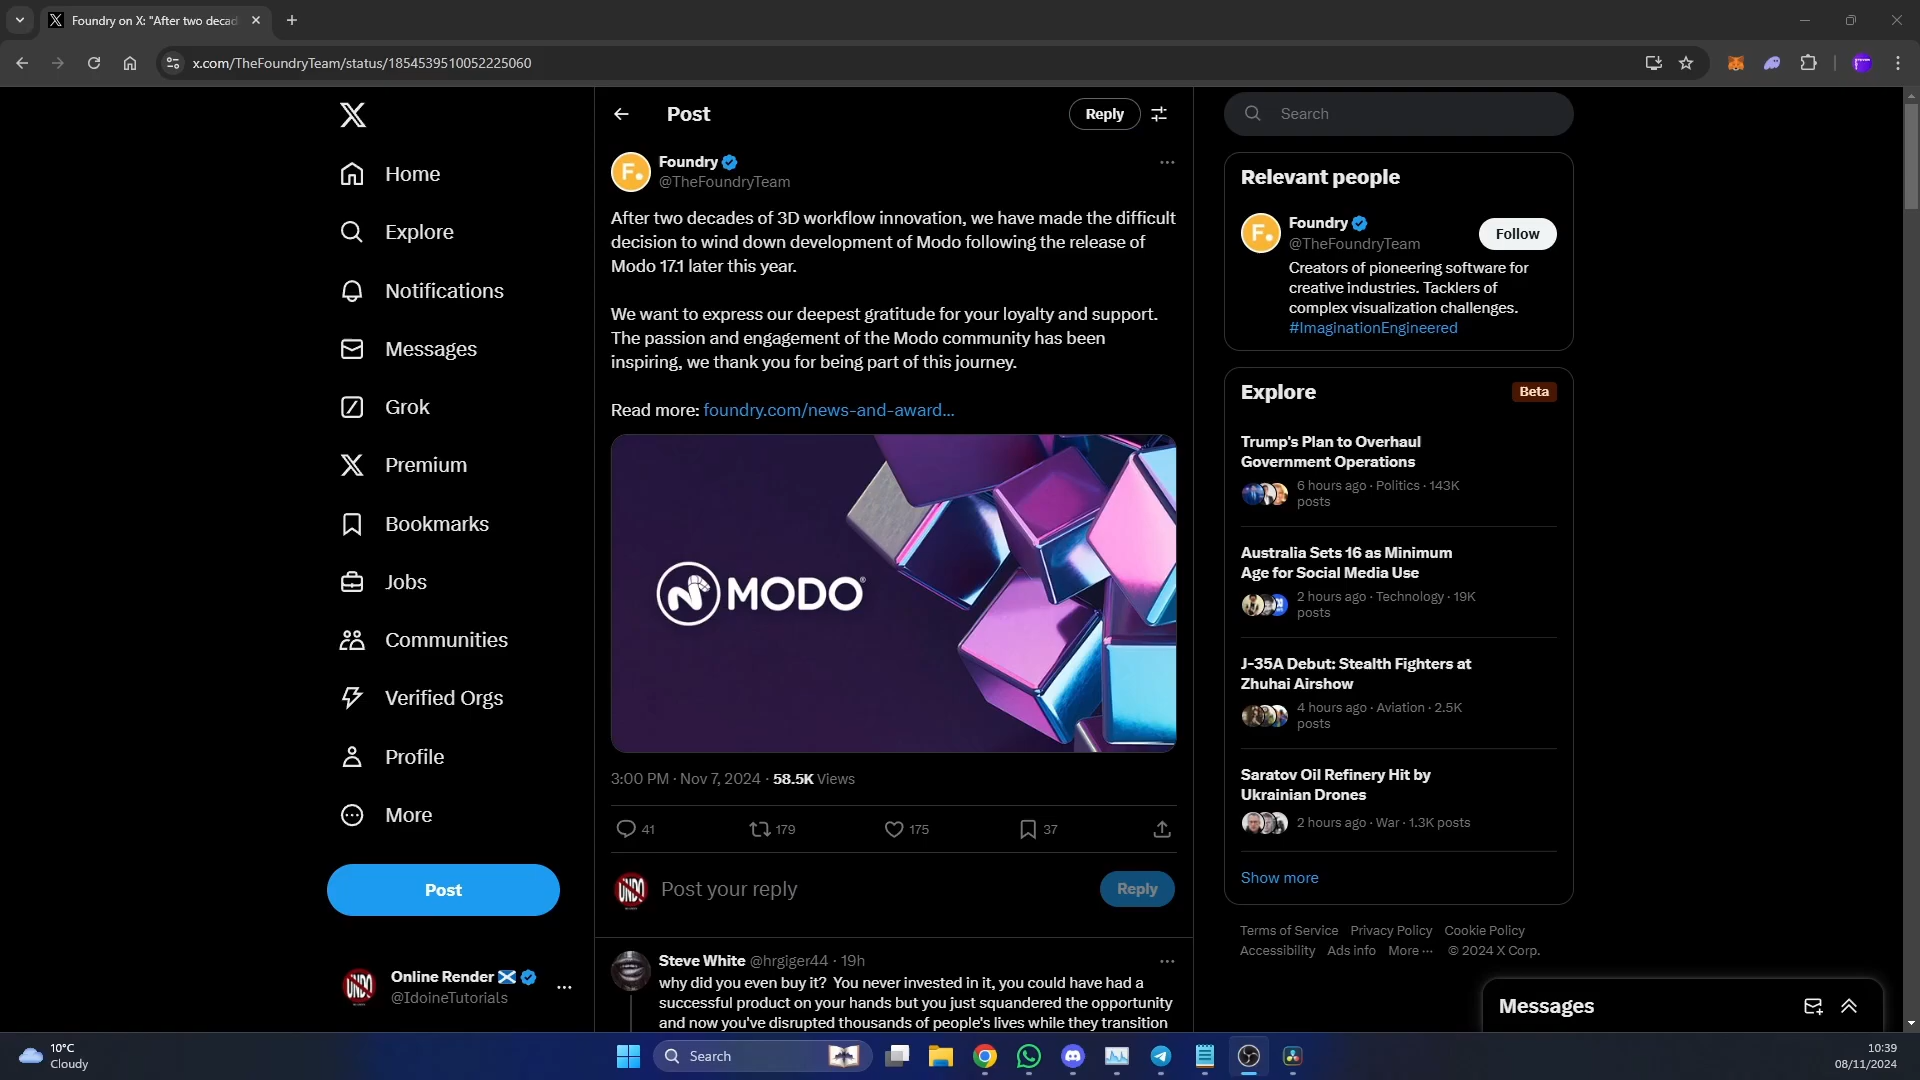 Foundry on X: "After two decad
x.com/TheFoundryTeam/status/1854539510052225060
Home
Explore
Notifications
Messages
Grok
Premium
Bookmarks
Jobs
Communities
Verified Orgs
Profile
More
Post
Online Render
@IdoineTutorials
Post
Reply
Foundry
@TheFoundryTeam
After two decades of 3D workflow innovation, we have made the difficult
decision to wind down development of Modo following the release of
Modo 17.1 later this year.
We want to express our deepest gratitude for your loyalty and support.
The passion and engagement of the Modo community has been
inspiring, we thank you for being part of this journey.
Read more: foundry.com/news-and-award...
MODO®
3:00 PM · Nov 7, 2024 · 58.5K Views
41
179
175
37
UNDO
Post your reply
Reply
Steve White @hrgiger44 · 19h
why did you even buy it? You never invested in it, you could have had a
successful product on your hands but you just squandered the opportunity
and now you've disrupted thousands of people's lives while they transition
Search
Relevant people
Foundry
@TheFoundryTeam
Follow
Creators of pioneering software for
creative industries. Tacklers of
complex visualization challenges.
#ImaginationEngineered
Explore
Beta
Trump's Plan to Overhaul
Government Operations
6 hours ago · Politics · 143K
posts
Australia Sets 16 as Minimum
Age for Social Media Use
2 hours ago · Technology · 19K
posts
J-35A Debut: Stealth Fighters at
Zhuhai Airshow
4 hours ago · Aviation · 2.5K
posts
Saratov Oil Refinery Hit by
Ukrainian Drones
2 hours ago · War · 1.3K posts
Show more
Terms of Service Privacy Policy Cookie Policy
Accessibility Ads info More ··· © 2024 X Corp.
Messages
10°C
Cloudy
Search
10:39
08/11/2024